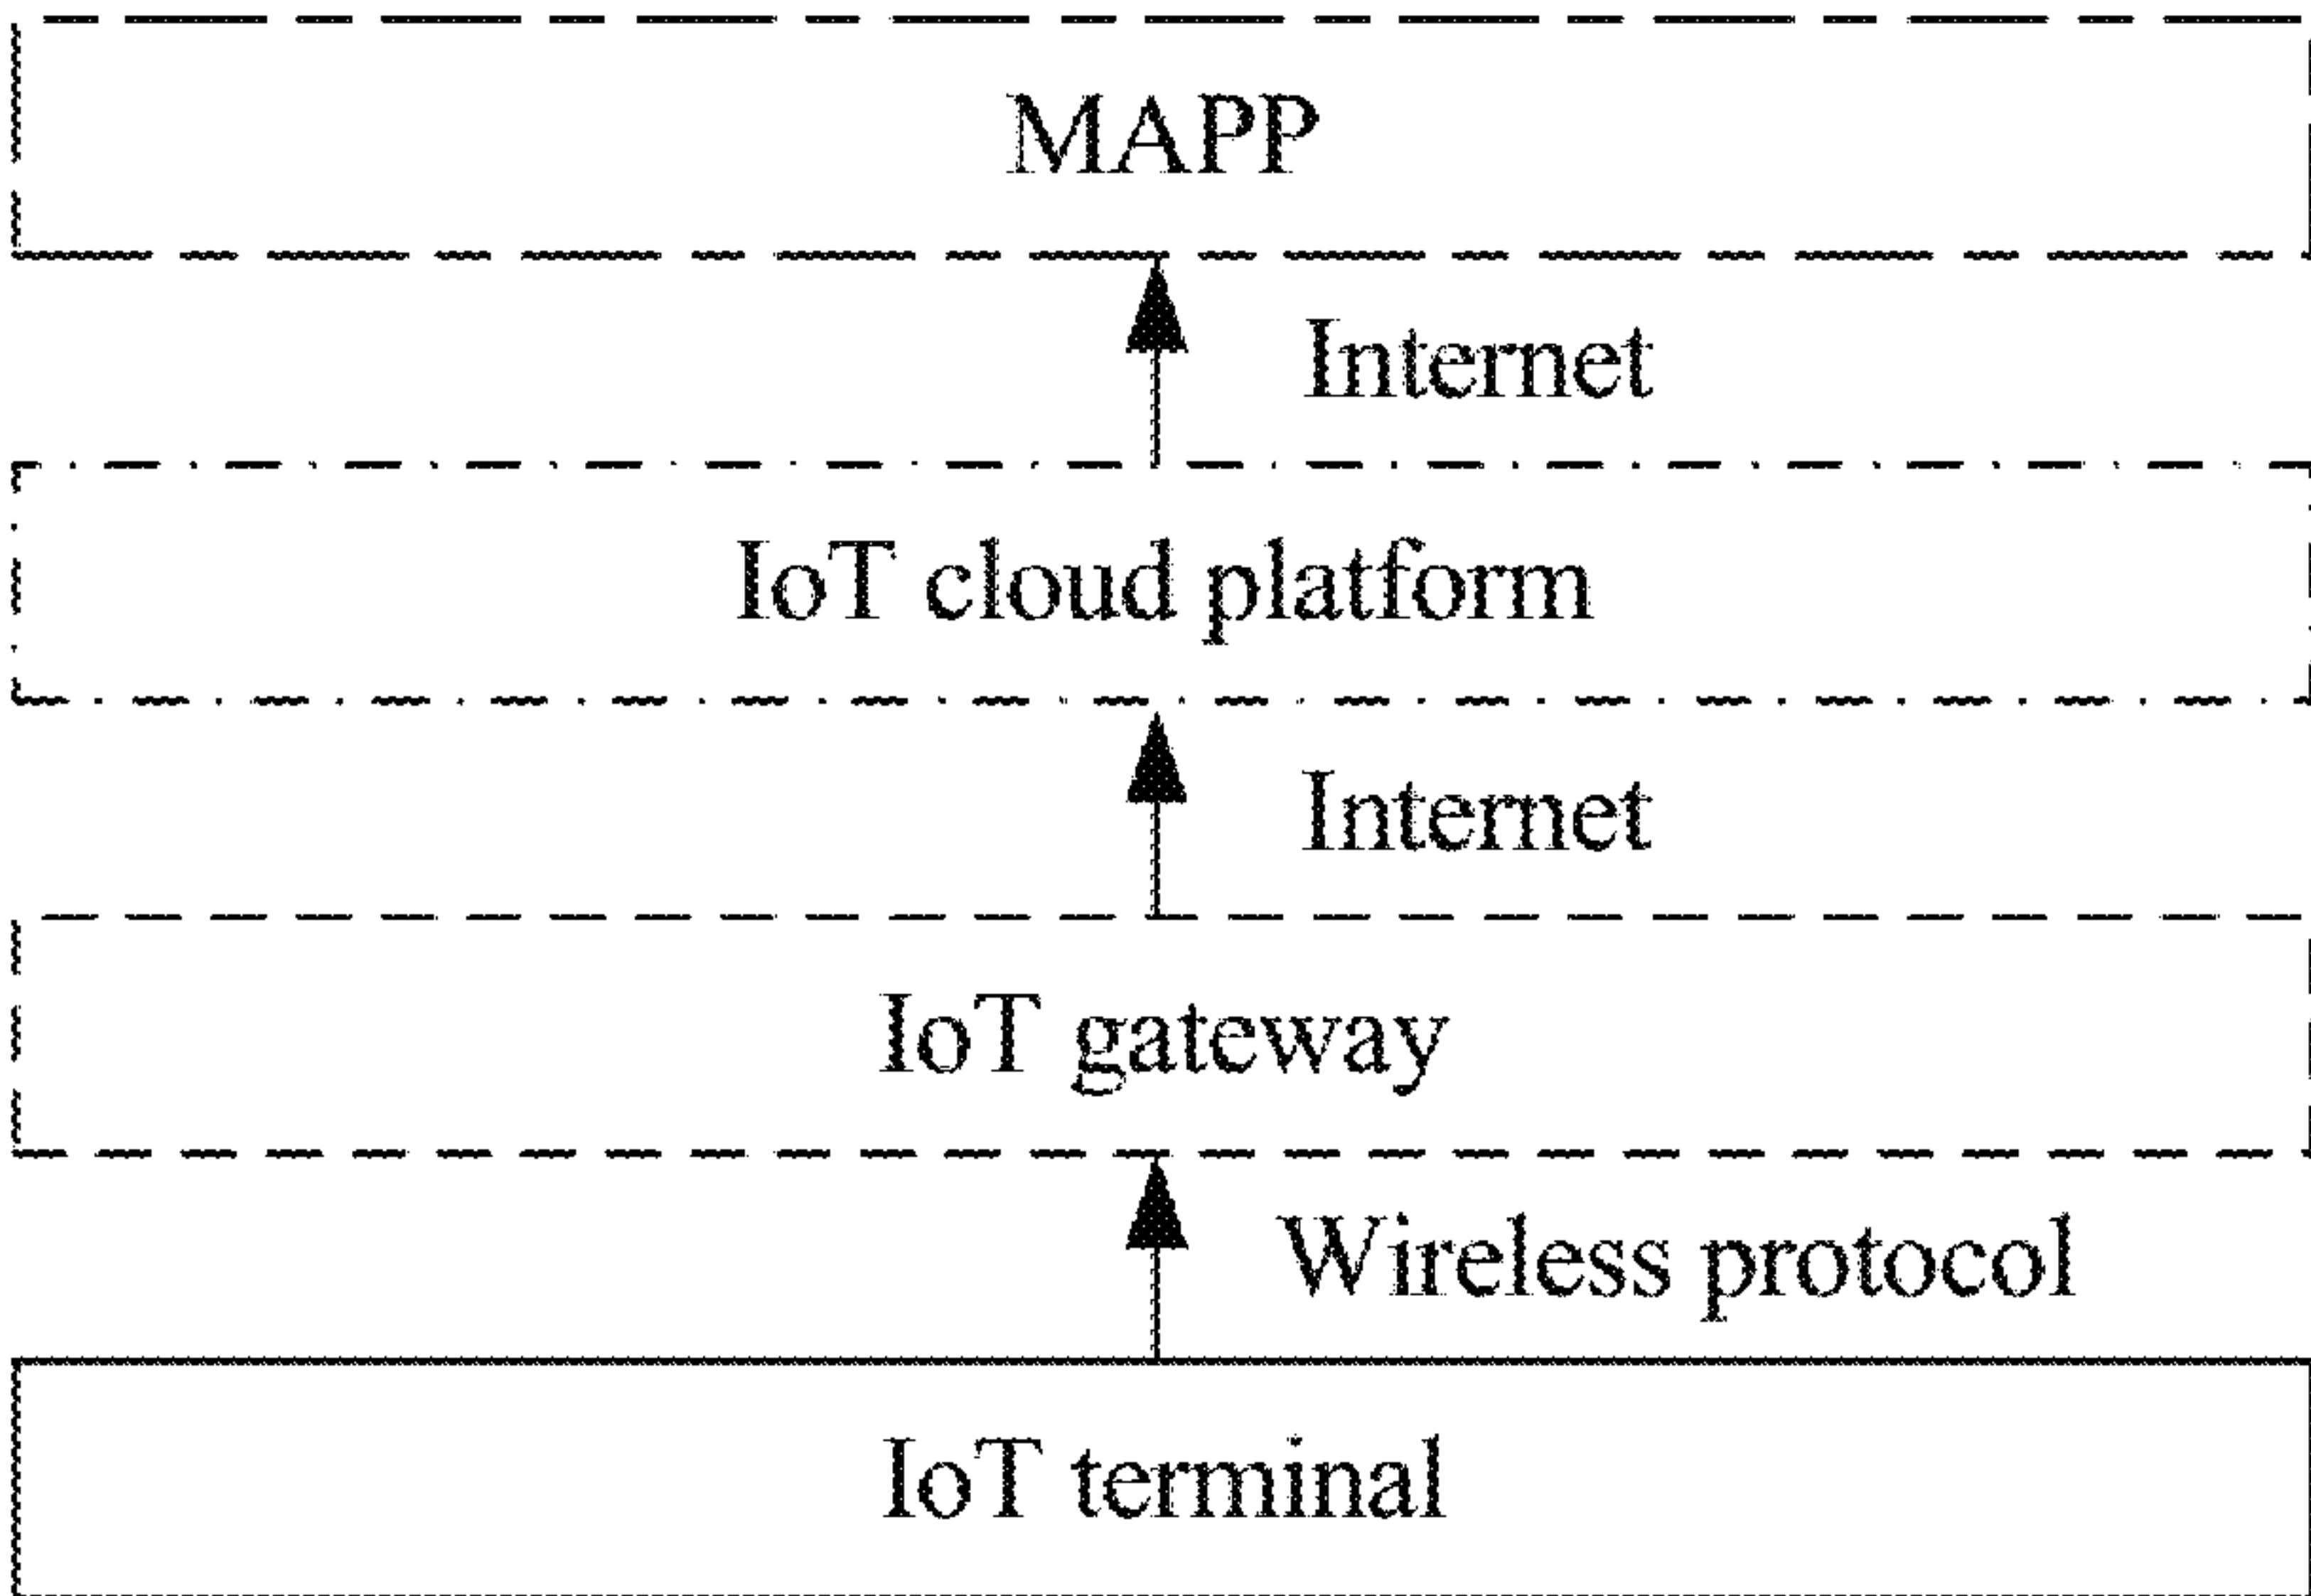 MAPP
Internet
IoT cloud platform
Internet
IoT gateway
Wireless protocol
IoT terminal